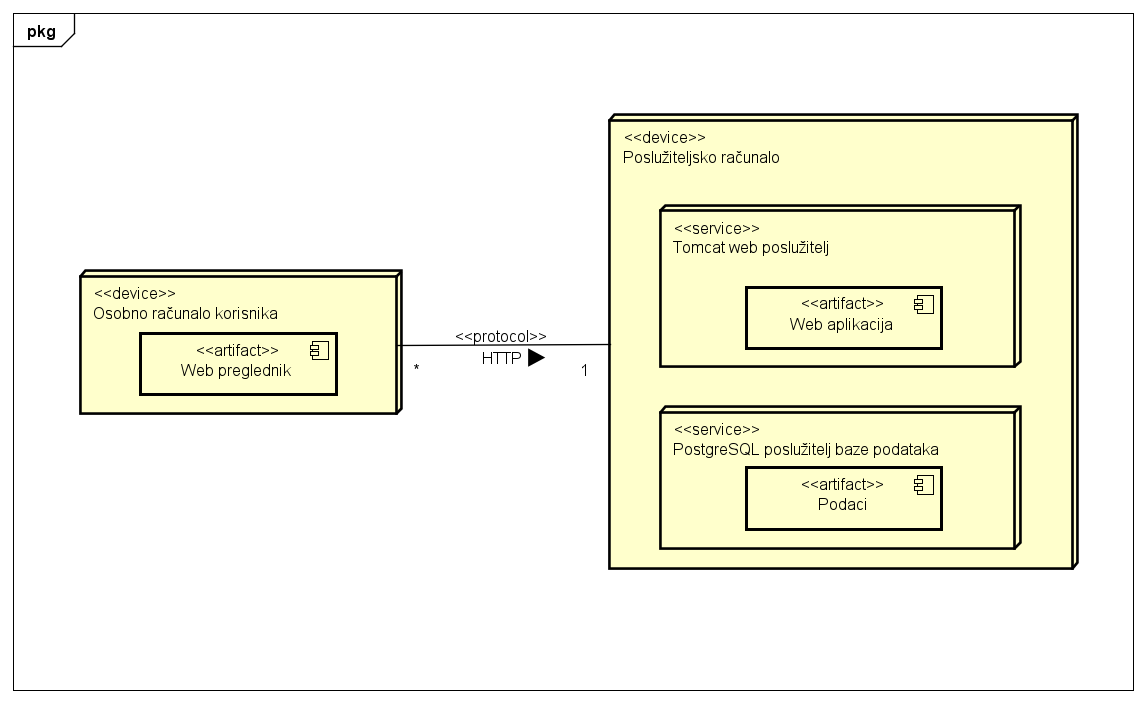 pkg
<<device>>
Osobno računalo korisnika
<<artifact>>
Web preglednik
<<protocol>>
HTTP
*
1
<<device>>
Poslužiteljsko računalo
<<service>>
Tomcat web poslužitelj
<<artifact>>
Web aplikacija
<<service>>
PostgreSQL poslužitelj baze podataka
<<artifact>>
Podaci